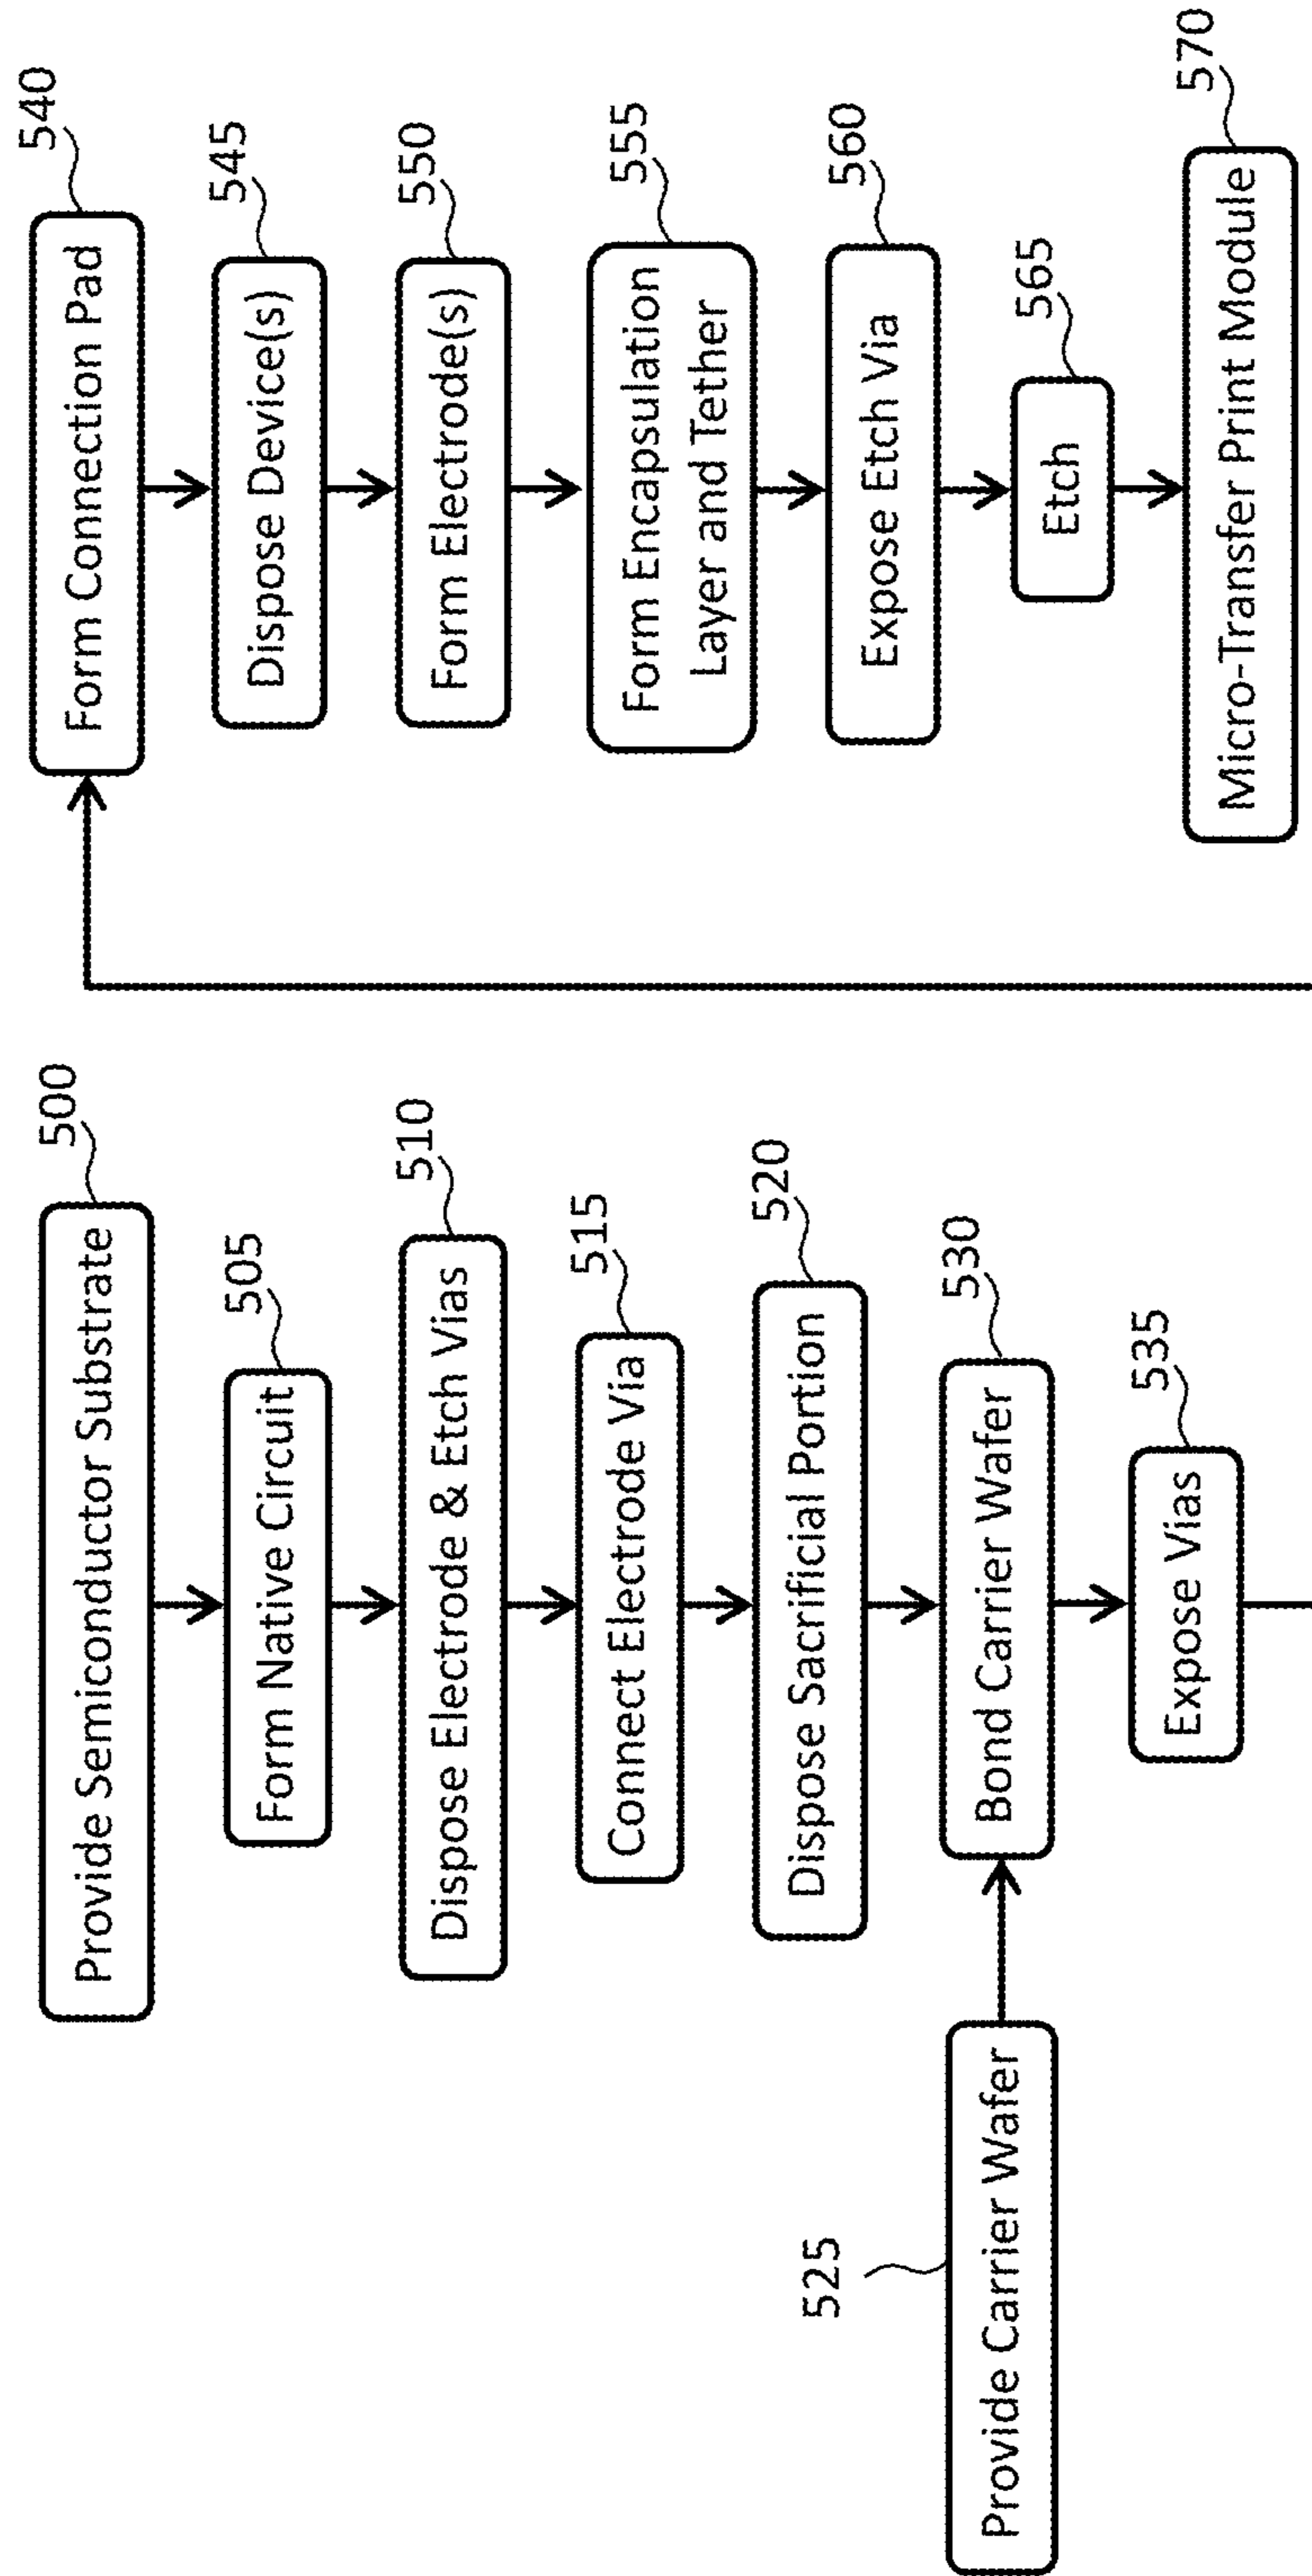 500
Provide Semiconductor Substrate
505
Form Native Circuit
510
Dispose Electrode & Etch Vias
515
Connect Electrode Via
520
Dispose Sacrificial Portion
525
Provide Carrier Wafer
530
Bond Carrier Wafer
535
Expose Vias
540
Form Connection Pad
545
Dispose Device(s)
550
Form Electrode(s)
555
Form Encapsulation
Layer and Tether
560
Expose Etch Via
565
Etch
570
Micro-Transfer Print Module